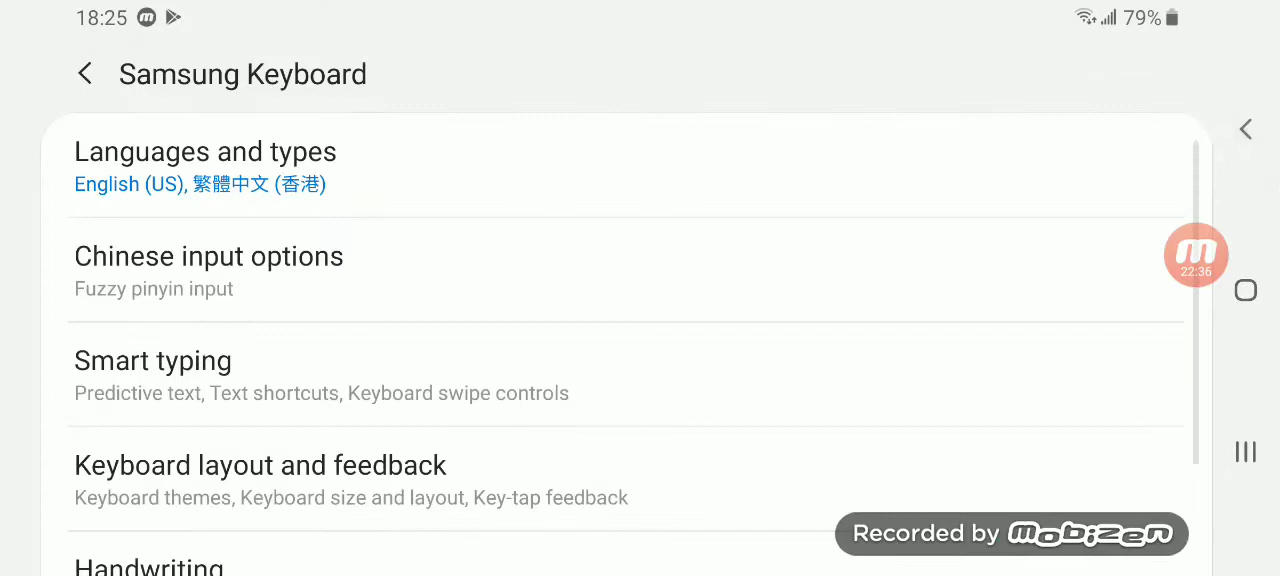 18:25 m 79%
Samsung Keyboard
Languages and types
English (US), 繁體中文 (香港)
Chinese input options
Fuzzy pinyin input
m
22:36
Smart typing
Predictive text, Text shortcuts, Keyboard swipe controls
Keyboard layout and feedback
Keyboard themes, Keyboard size and layout, Key-tap feedback
Recorded by mobizen
Handwriting